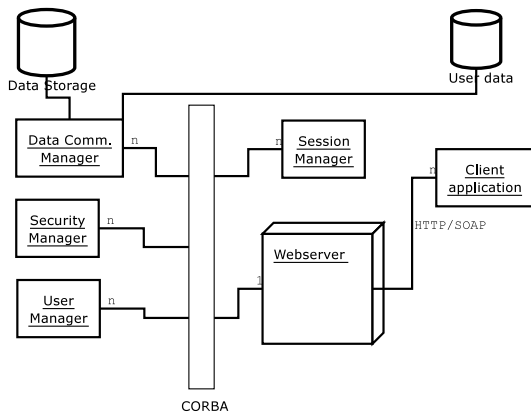 Data Storage
User data
Data Comm.
Manager
n
n
Session
Manager
n
Client
application
Security
Manager
n
HTTP/SOAP
Webserver
User
Manager
n
1
CORBA